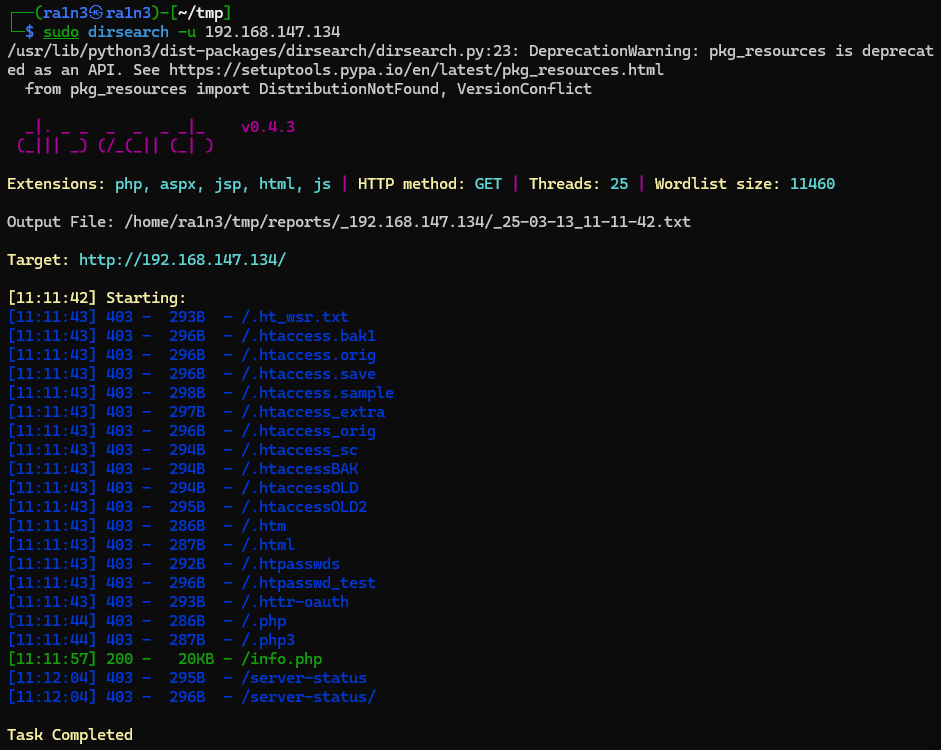 ┌──(ra1n3㉿ra1n3)-[~/tmp]
└─$ sudo dirsearch -u 192.168.147.134
/usr/lib/python3/dist-packages/dirsearch/dirsearch.py:23: DeprecationWarning: pkg_resources is deprecat
ed as an API. See https://setuptools.pypa.io/en/latest/pkg_resources.html
  from pkg_resources import DistributionNotFound, VersionConflict

  _|. _ _  _  _  _ _|_    v0.4.3
 (_||| _) (/_(_|| (_| )

Extensions: php, aspx, jsp, html, js | HTTP method: GET | Threads: 25 | Wordlist size: 11460

Output File: /home/ra1n3/tmp/reports/_192.168.147.134/_25-03-13_11-11-42.txt

Target: http://192.168.147.134/

[11:11:42] Starting:
[11:11:43] 403 -  293B  - /.ht_wsr.txt
[11:11:43] 403 -  296B  - /.htaccess.bak1
[11:11:43] 403 -  296B  - /.htaccess.orig
[11:11:43] 403 -  296B  - /.htaccess.save
[11:11:43] 403 -  298B  - /.htaccess.sample
[11:11:43] 403 -  297B  - /.htaccess_extra
[11:11:43] 403 -  296B  - /.htaccess_orig
[11:11:43] 403 -  294B  - /.htaccess_sc
[11:11:43] 403 -  294B  - /.htaccessBAK
[11:11:43] 403 -  294B  - /.htaccessOLD
[11:11:43] 403 -  295B  - /.htaccessOLD2
[11:11:43] 403 -  286B  - /.htm
[11:11:43] 403 -  287B  - /.html
[11:11:43] 403 -  292B  - /.htpasswds
[11:11:43] 403 -  296B  - /.htpasswd_test
[11:11:43] 403 -  293B  - /.httr-oauth
[11:11:44] 403 -  286B  - /.php
[11:11:44] 403 -  287B  - /.php3
[11:11:57] 200 -   20KB - /info.php
[11:12:04] 403 -  295B  - /server-status
[11:12:04] 403 -  296B  - /server-status/

Task Completed